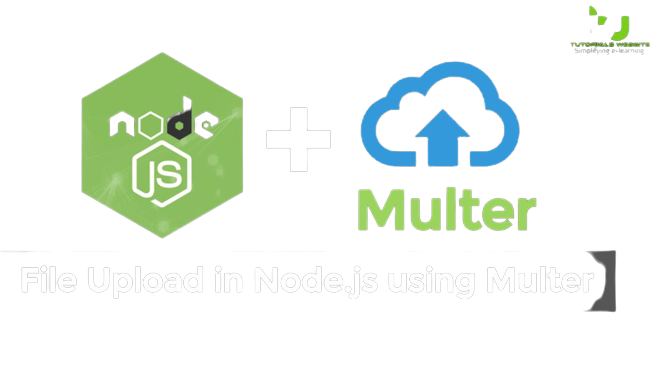 TUTORIALS WEBSITE
Simplifying e-learning
node
JS
Multer
File Upload in Node.js using Multer